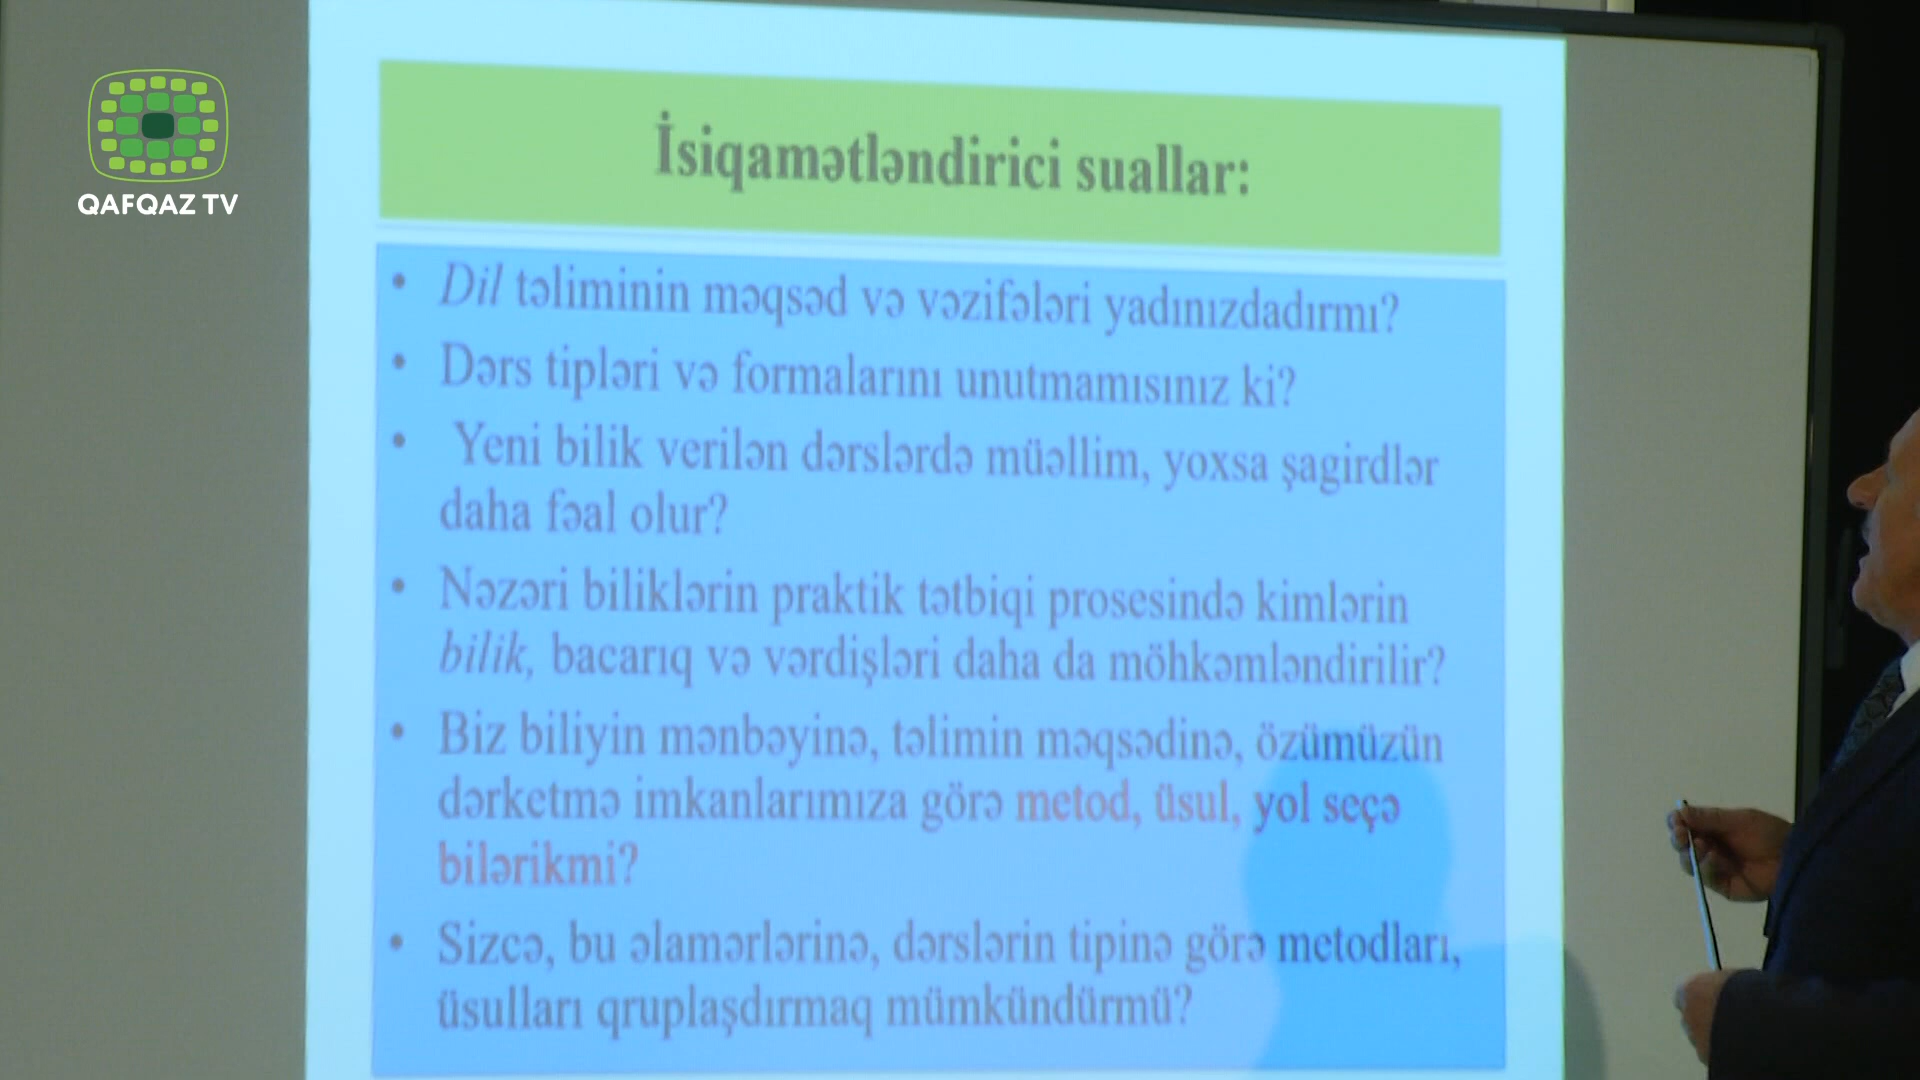 QAFQAZ TV
İsiqamətləndirici suallar:
• Dil təliminin məqsəd və vəzifələri yadınızdadırmı?
• Dərs tipləri və formalarını unutmamısınız ki?
• Yeni bilik verilən dərslərdə müəllim, yoxsa şagirdlər
daha fəal olur?
• Nəzəri biliklərin praktik tətbiqi prosesində kimlərin
bilik, bacarıq və vərdişləri daha da möhkəmləndirilir?
• Biz biliyin mənbəyinə, təlimin məqsədinə, özümüzün
dərketmə imkanlarımıza görə metod, üsul, yol seçə
bilərikmi?
• Sizcə, bu əlamərlərinə, dərslərin tipinə görə metodları,
üsulları qruplaşdırmaq mümkündürmü?